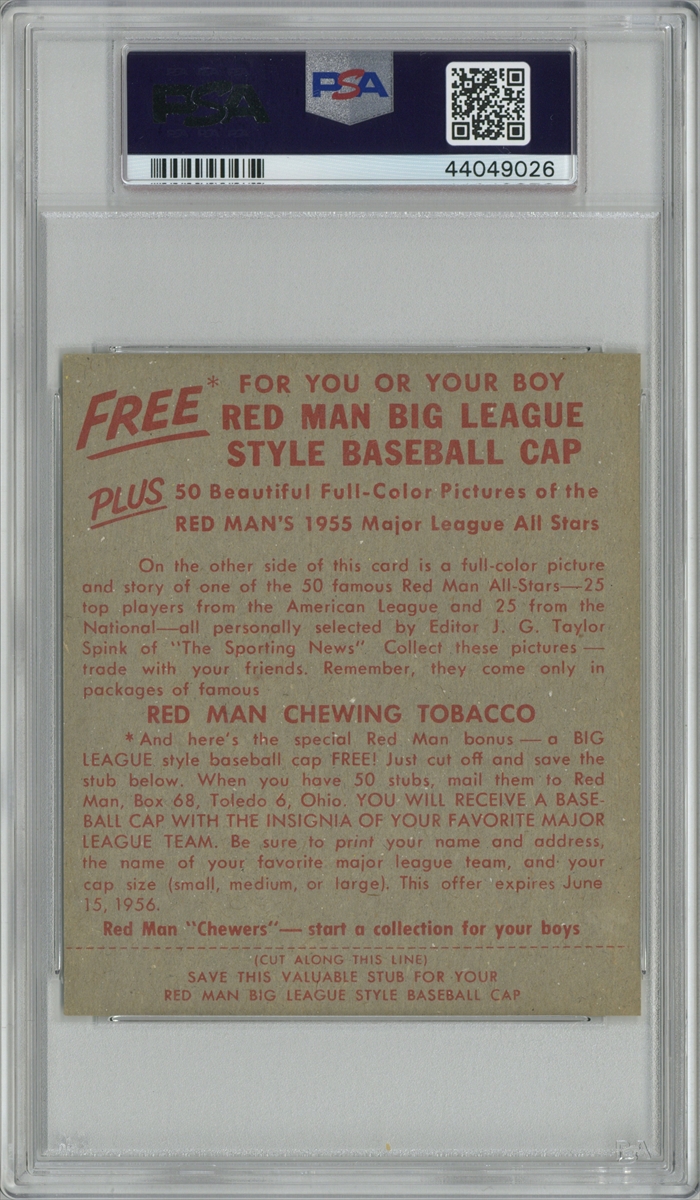 PSA
PSA
44049026
FREE* FOR YOU OR YOUR BOY
RED MAN BIG LEAGUE
STYLE BASEBALL CAP
PLUS 50 Beautiful Full-Color Pictures of the
RED MAN'S 1955 Major League All Stars
On the other side of this card is a full-color picture
and story of one of the 50 famous Red Man All-Stars—25
top players from the American League and 25 from the
National—all personally selected by Editor J. G. Taylor
Spink of "The Sporting News" Collect these pictures —
trade with your friends. Remember, they come only in
packages of famous
RED MAN CHEWING TOBACCO
*And here's the special Red Man bonus — a BIG
LEAGUE style baseball cap FREE! Just cut off and save the
stub below. When you have 50 stubs, mail them to Red
Man, Box 68, Toledo 6, Ohio. YOU WILL RECEIVE A BASE-
BALL CAP WITH THE INSIGNIA OF YOUR FAVORITE MAJOR
LEAGUE TEAM. Be sure to print your name and address,
the name of your favorite major league team, and your
cap size (small, medium, or large). This offer expires June
15, 1956.
Red Man "Chewers"— start a collection for your boys
(CUT ALONG THIS LINE)
SAVE THIS VALUABLE STUB FOR YOUR
RED MAN BIG LEAGUE STYLE BASEBALL CAP